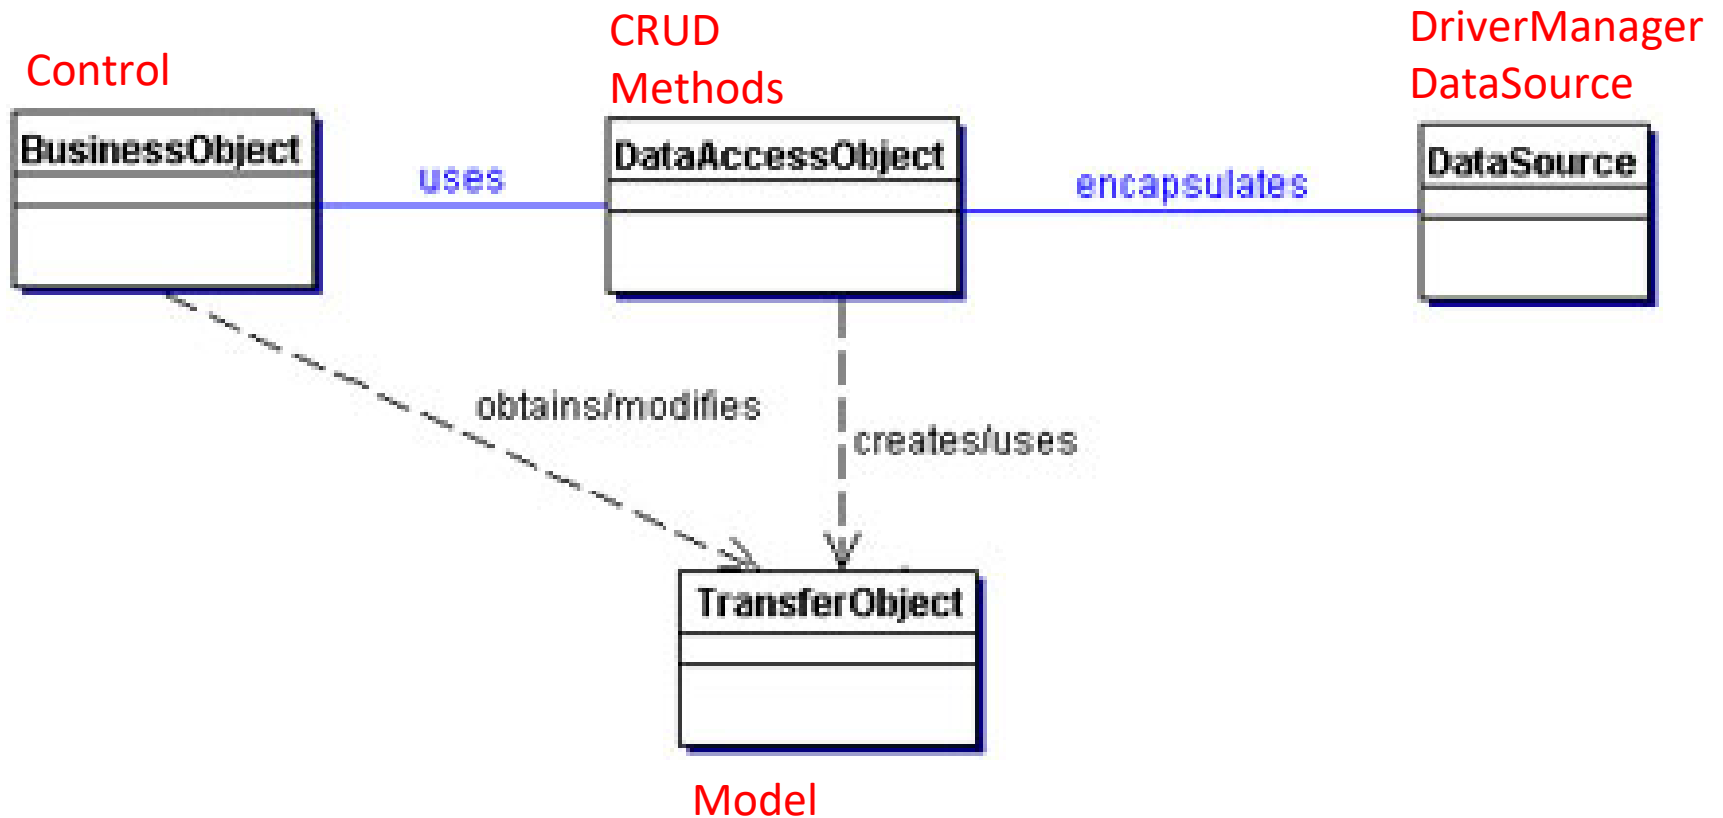 Control
CRUD
Methods
DriverManager
DataSource
BusinessObject
uses
DataAccessObject
encapsulates
DataSource
obtains/modifies
creates/uses
TransferObject
Model